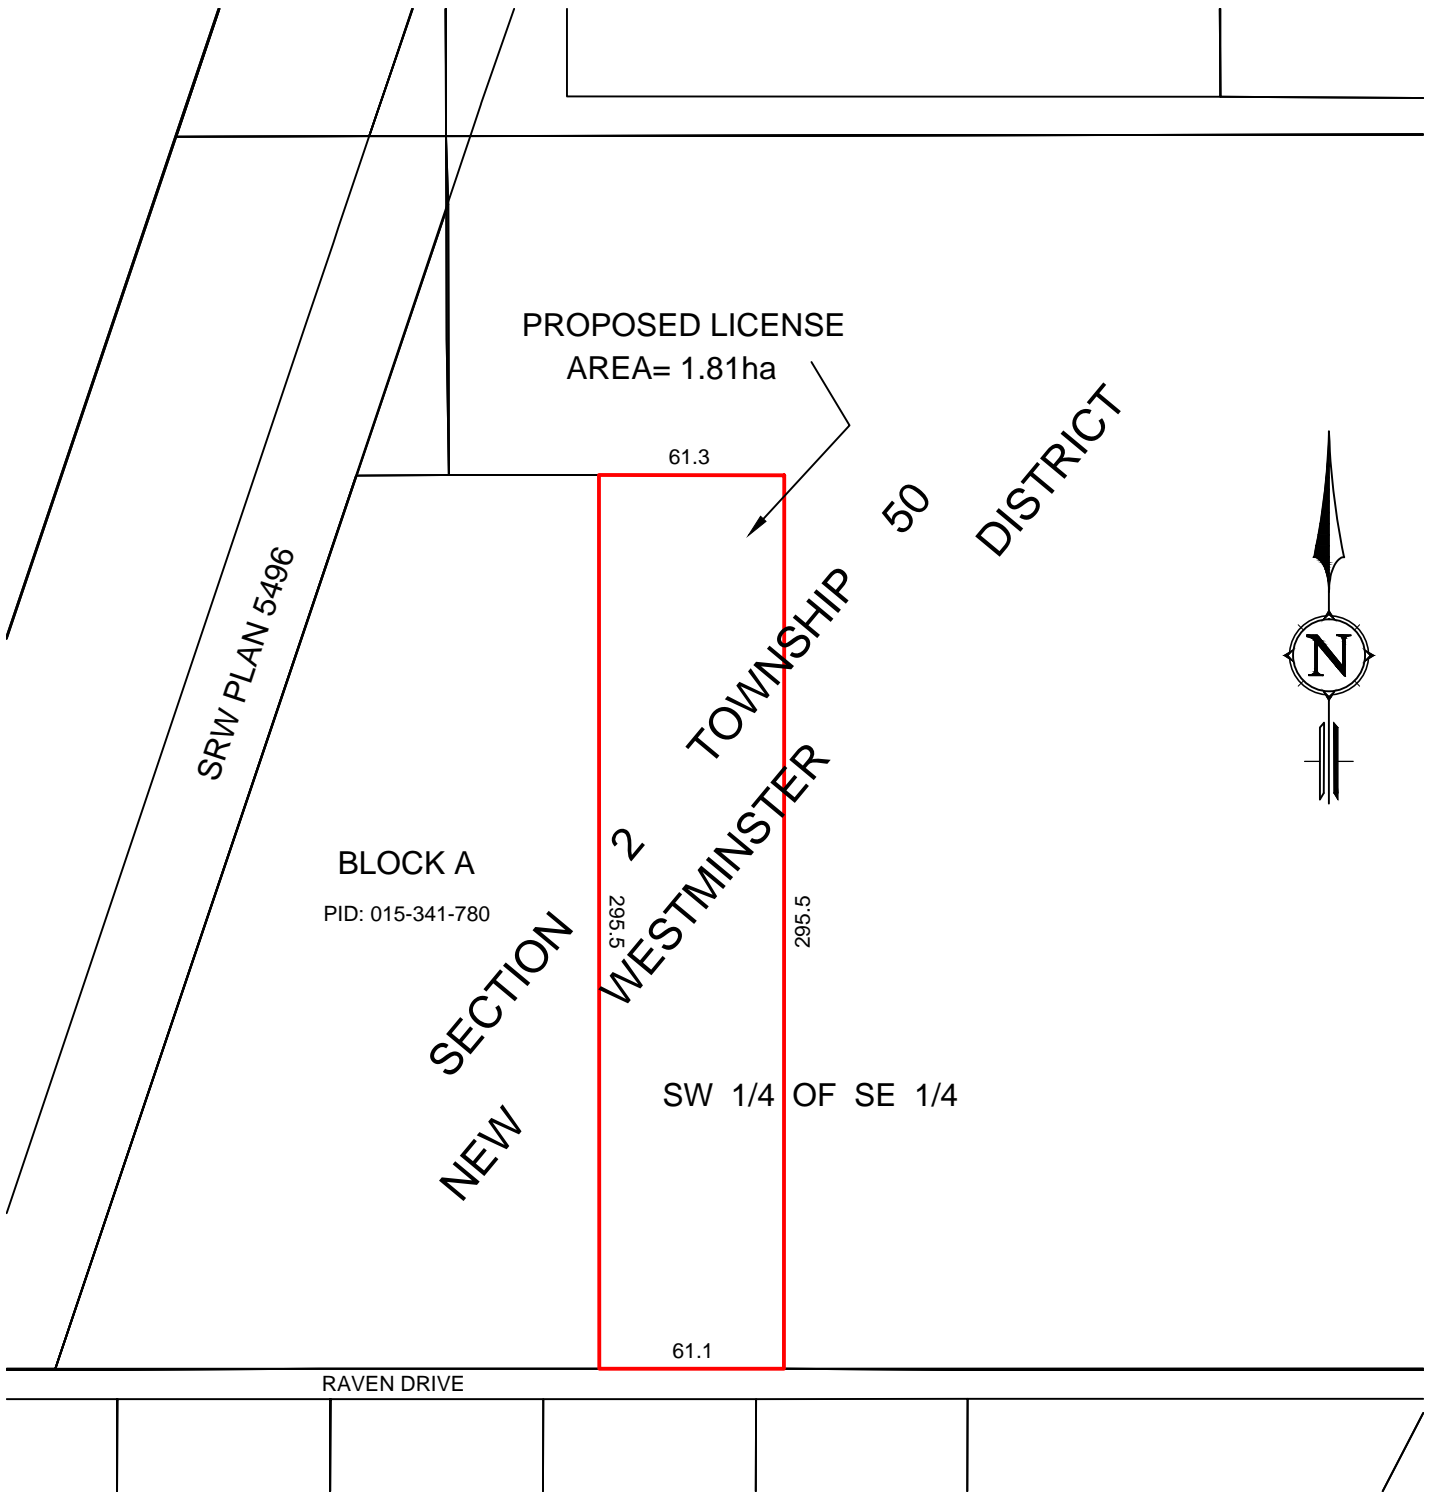 PROPOSED LICENSE
AREA= 1.81ha
61.3
SECTION 2 TOWNSHIP 50
NEW WESTMINSTER DISTRICT
SRW PLAN 5496
N
BLOCK A
PID: 015-341-780
295.5
295.5
SW 1/4 OF SE 1/4
61.1
RAVEN DRIVE